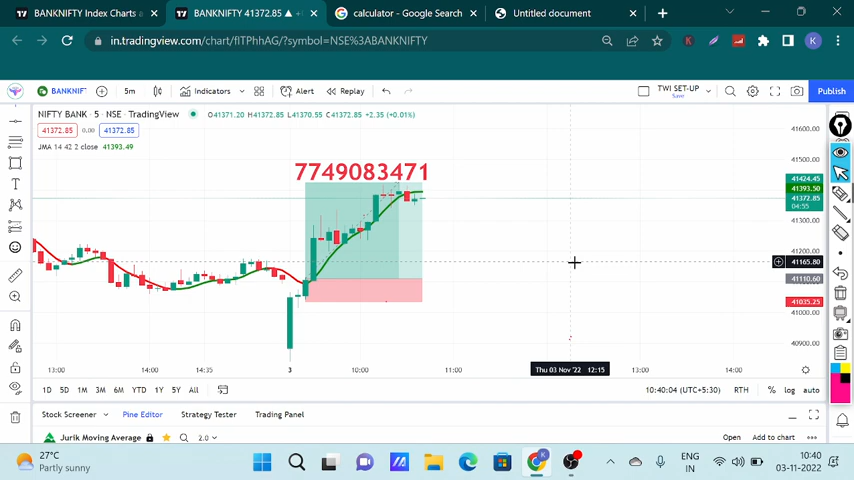 BANKNIFTY Index Charts a
BANKNIFTY 41372.85 ▲ +
calculator - Google Search
Untitled document
in.tradingview.com/chart/flTPhhAG/?symbol=NSE%3ABANKNIFTY
K
K
BANKNIF
5m
Indicators
Alert
Replay
TWI SET-UP
Save
Publish
NIFTY BANK · 5 · NSE · TradingView
O41371.20 H41372.85 L41370.55 C41372.85 +2.35 (+0.01%)
41372.85 0.00 41372.85
JMA 14 42 2 close 41393.49
7749083471
41600.00
41500.00
41424.45
41393.50
41372.85
04:55
41300.00
41200.00
41165.80
41110.60
41035.25
41000.00
40900.00
13:00
14:00
14:35
3
10:00
11:00
Thu 03 Nov '22 12:15
13:00
14:00
1D 5D 1M 3M 6M YTD 1Y 5Y All
10:40:04 (UTC+5:30)
RTH
% log auto
Stock Screener
Pine Editor
Strategy Tester
Trading Panel
Jurik Moving Average
2.0
Open
Add to chart
27°C
Partly sunny
ENG
IN
10:40
03-11-2022